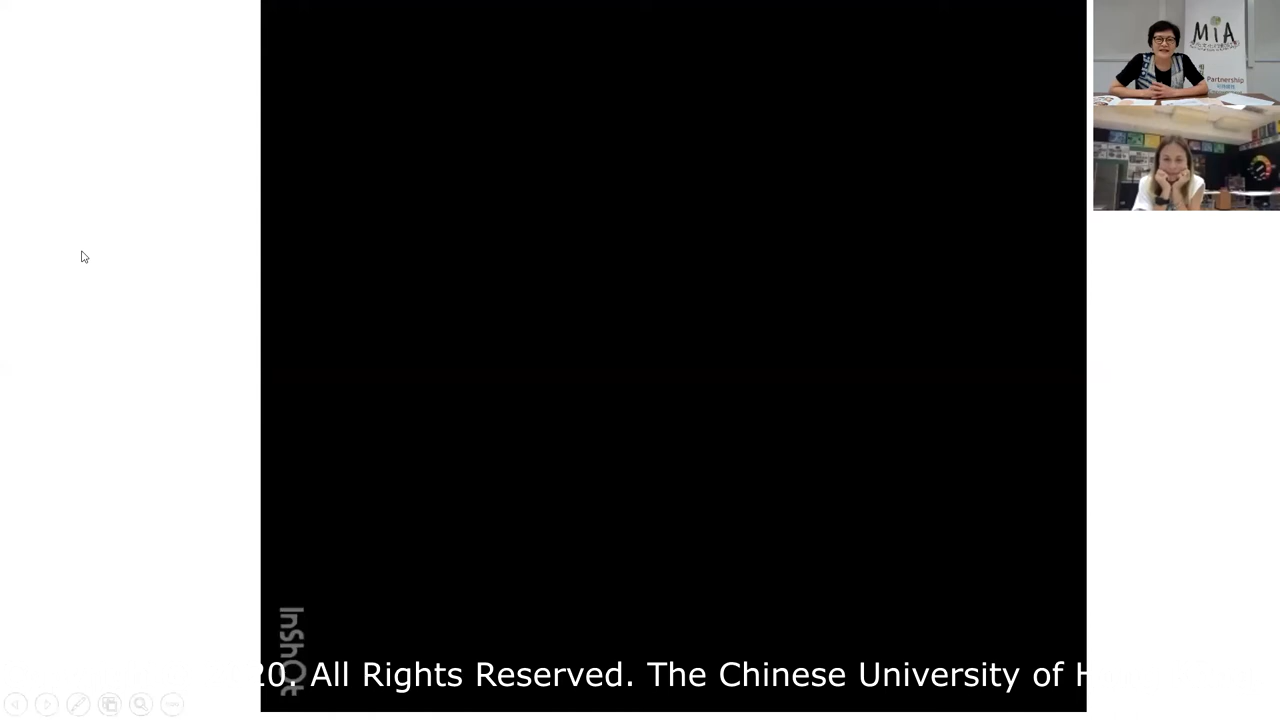 MiA
Partnership
InShOt
20. All Rights Reserved. The Chinese University of H